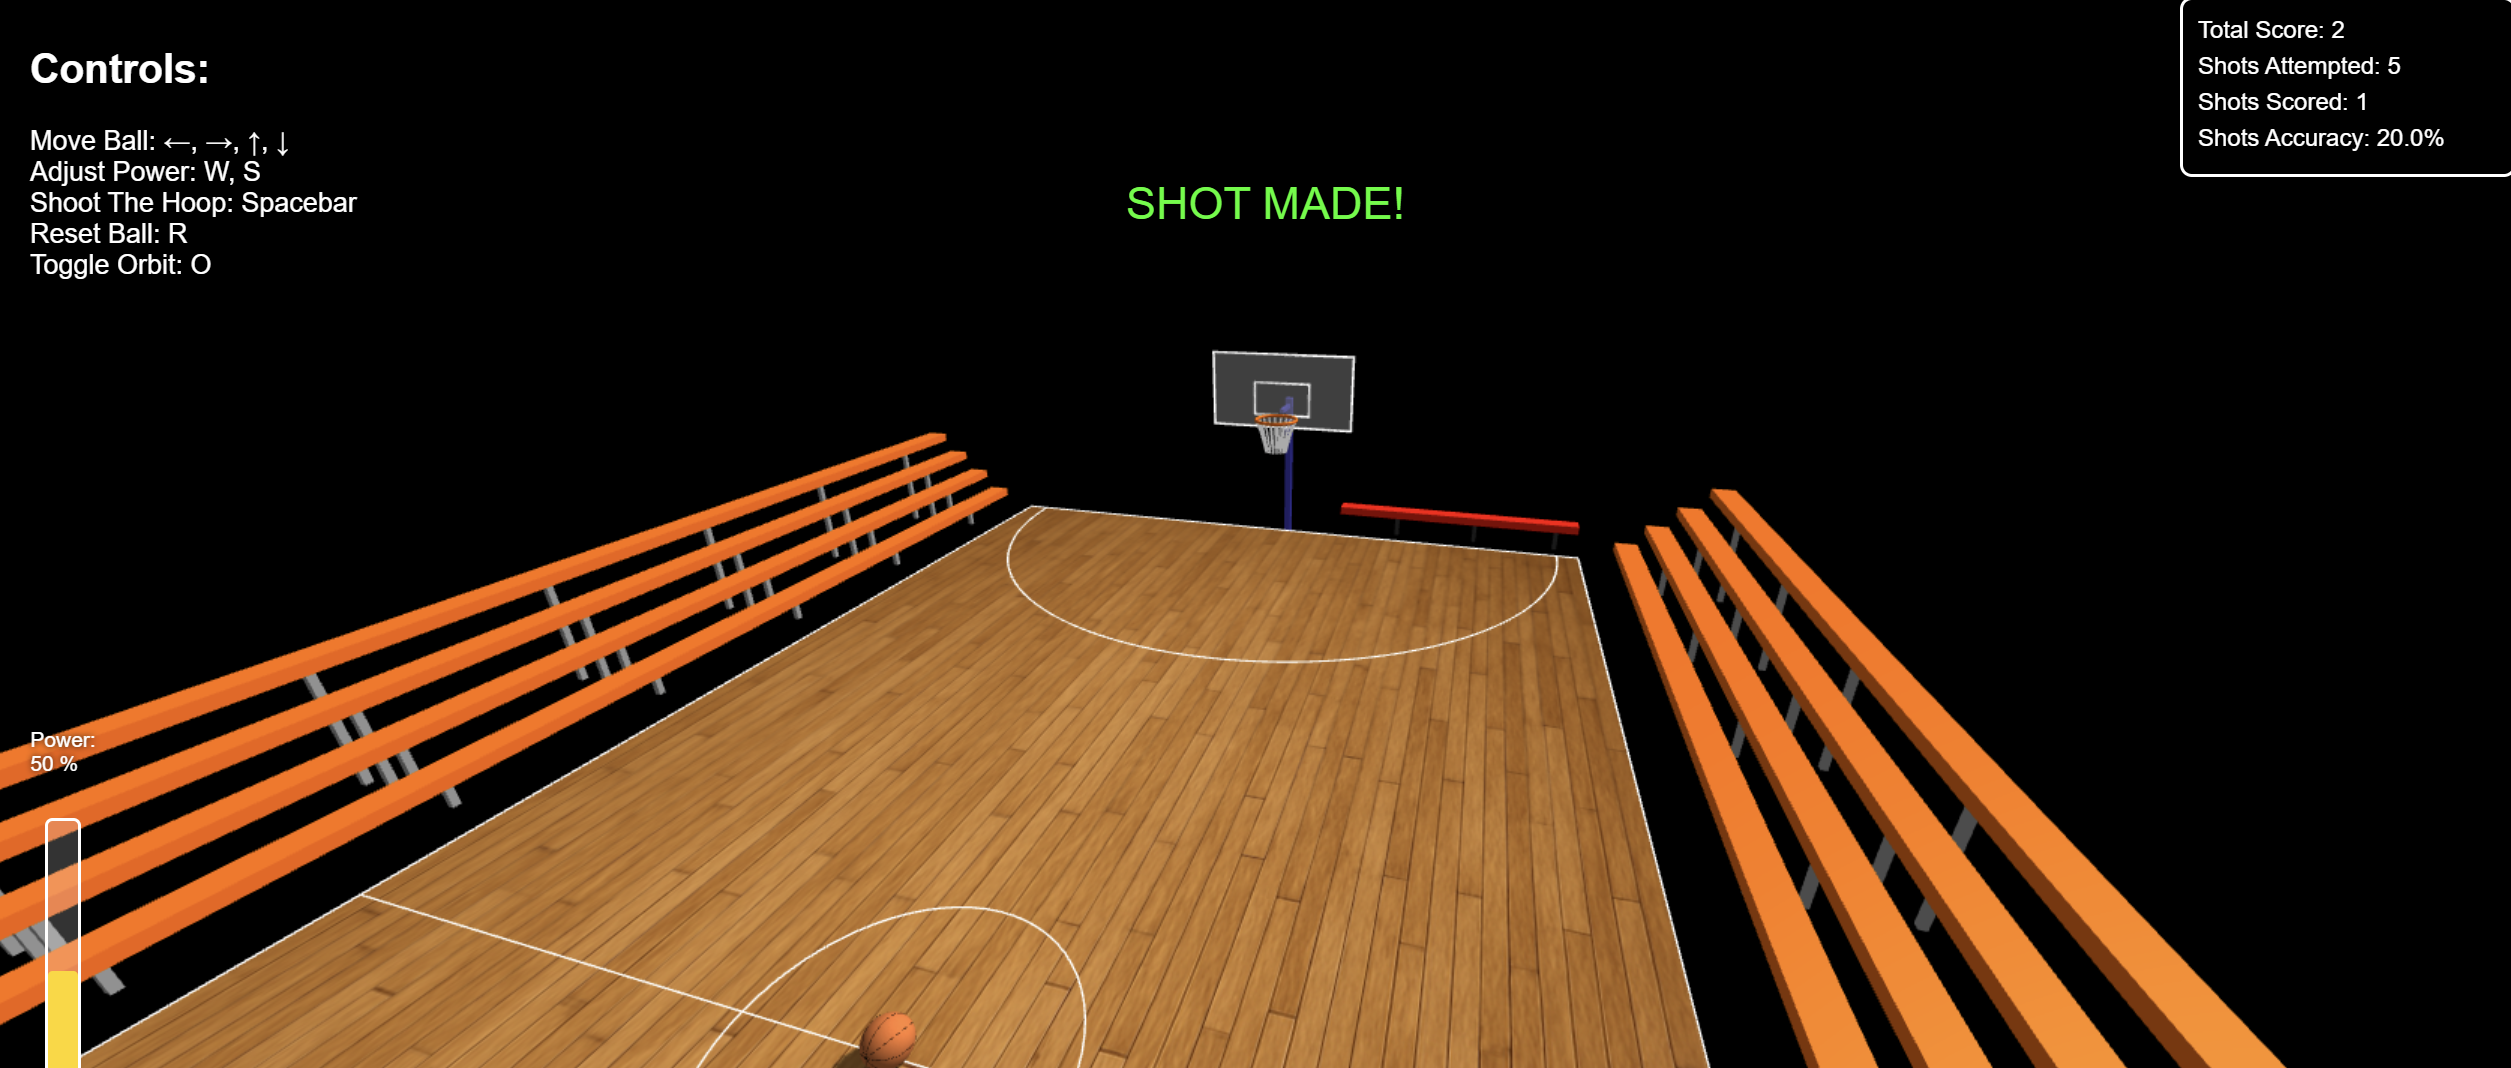 Controls:
Move Ball: ←, →, ↑, ↓
Adjust Power: W, S
Shoot The Hoop: Spacebar
Reset Ball: R
Toggle Orbit: O
SHOT MADE!
Total Score: 2
Shots Attempted: 5
Shots Scored: 1
Shots Accuracy: 20.0%
Power:
50 %